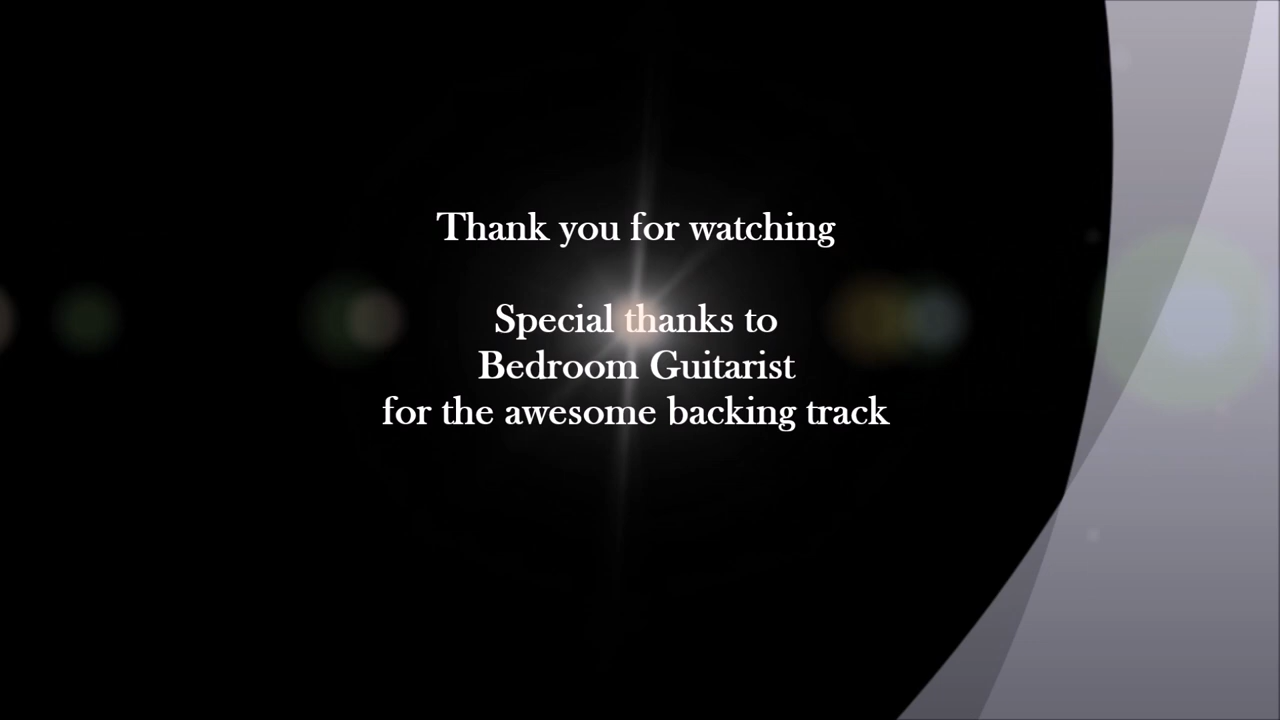 Thank you for watching
Special thanks to
Bedroom Guitarist
for the awesome backing track